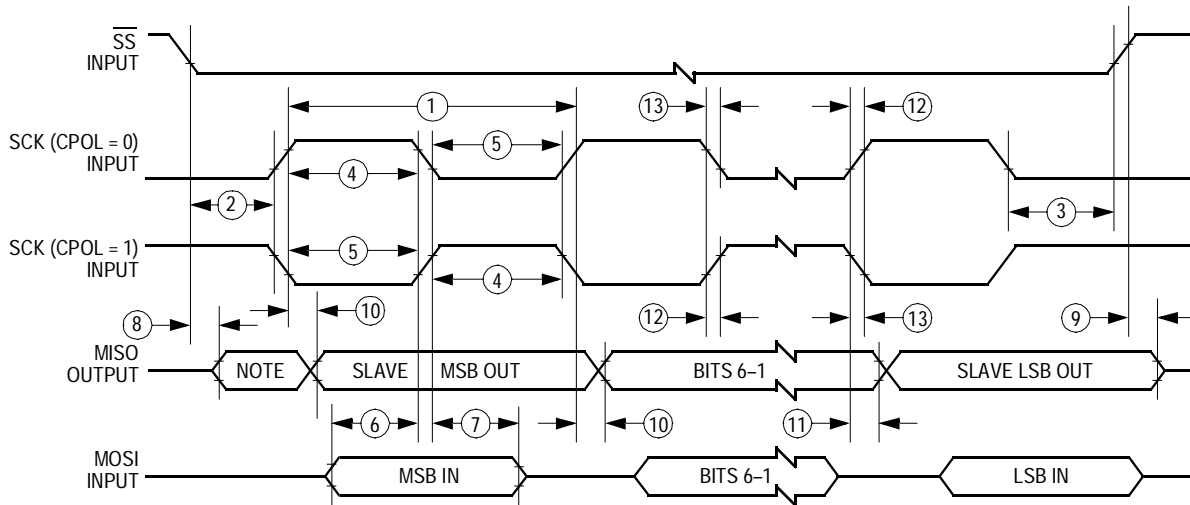 SS
INPUT
1
13
12
SCK (CPOL = 0)
INPUT
5
4
2
3
SCK (CPOL = 1)
INPUT
5
4
8
10
12
13
9
MISO
OUTPUT
NOTE
SLAVE MSB OUT
BITS 6–1
SLAVE LSB OUT
6
7
10
11
MOSI
INPUT
MSB IN
BITS 6–1
LSB IN